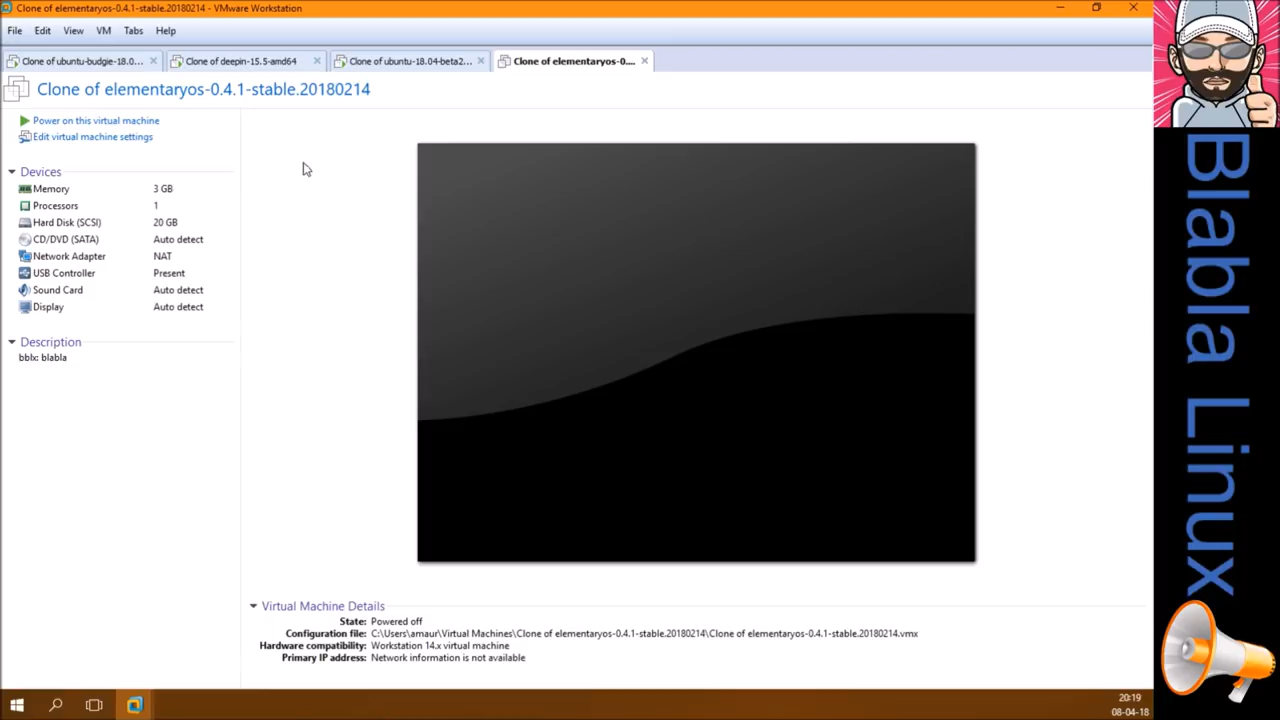 Clone of elementaryos-0.4.1-stable.20180214 - VMware Workstation
File Edit View VM Tabs Help
Clone of ubuntu-budgie-18.0... Clone of deepin-15.5-amd64 Clone of ubuntu-18.04-beta2... Clone of elementaryos-0....
Clone of elementaryos-0.4.1-stable.20180214
Power on this virtual machine
Edit virtual machine settings
Devices
Memory 3 GB
Processors 1
Hard Disk (SCSI) 20 GB
CD/DVD (SATA) Auto detect
Network Adapter NAT
USB Controller Present
Sound Card Auto detect
Display Auto detect
Description
bblx: blabla
Virtual Machine Details
State: Powered off
Configuration file: C:\Users\amaur\Virtual Machines\Clone of elementaryos-0.4.1-stable.20180214\Clone of elementaryos-0.4.1-stable.20180214.vmx
Hardware compatibility: Workstation 14.x virtual machine
Primary IP address: Network information is not available
20:19
08-04-18
Blabla Linux